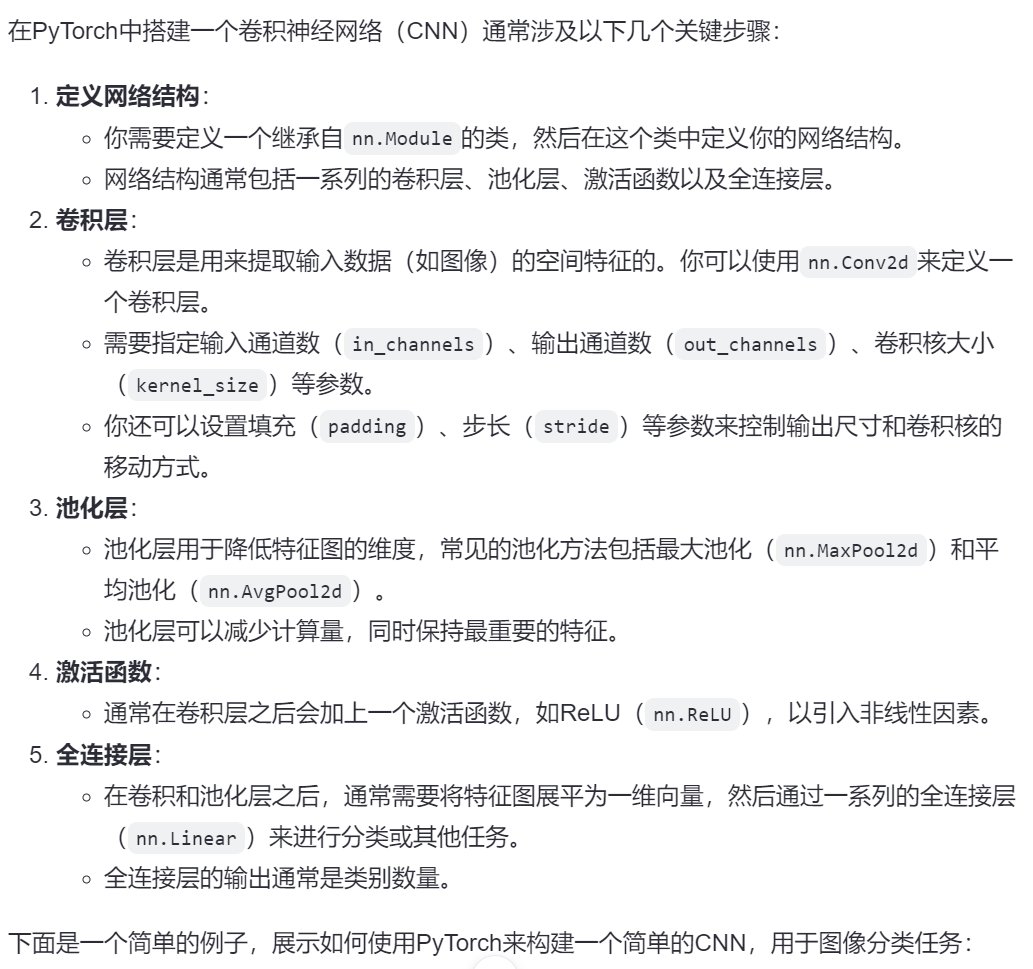 在PyTorch中搭建一个卷积神经网络（CNN）通常涉及以下几个关键步骤：
1. 定义网络结构：
你需要定义一个继承自 nn.Module 的类，然后在这个类中定义你的网络结构。
网络结构通常包括一系列的卷积层、池化层、激活函数以及全连接层。
2. 卷积层：
卷积层是用来提取输入数据（如图像）的空间特征的。你可以使用 nn.Conv2d 来定义一
个卷积层。
需要指定输入通道数（ in_channels ）、输出通道数（ out_channels ）、卷积核大小
（ kernel_size ）等参数。
你还可以设置填充（ padding ）、步长（ stride ）等参数来控制输出尺寸和卷积核的
移动方式。
3. 池化层：
池化层用于降低特征图的维度，常见的池化方法包括最大池化（ nn.MaxPool2d ）和平
均池化（ nn.AvgPool2d ）。
池化层可以减少计算量，同时保持最重要的特征。
4. 激活函数：
通常在卷积层之后会加上一个激活函数，如ReLU（ nn.ReLU ），以引入非线性因素。
5. 全连接层：
在卷积和池化层之后，通常需要将特征图展平为一维向量，然后通过一系列的全连接层
（ nn.Linear ）来进行分类或其他任务。
全连接层的输出通常是类别数量。
下面是一个简单的例子，展示如何使用PyTorch来构建一个简单的CNN，用于图像分类任务：